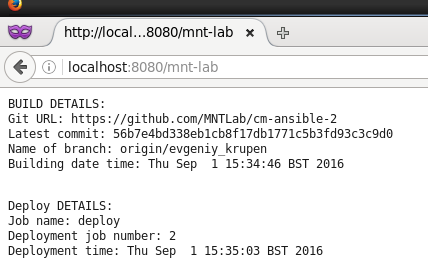 http://local...8080/mnt-lab
localhost:8080/mnt-lab
BUILD DETAILS:
Git URL: https://github.com/MNTLab/cm-ansible-2
Latest commit: 56b7e4bd338eb1cb8f17db1771c5b3fd93c3c9d0
Name of branch: origin/evgeniy_krupen
Building date time: Thu Sep  1 15:34:46 BST 2016
Deploy DETAILS:
Job name: deploy
Deployment job number: 2
Deployment time: Thu Sep  1 15:35:03 BST 2016